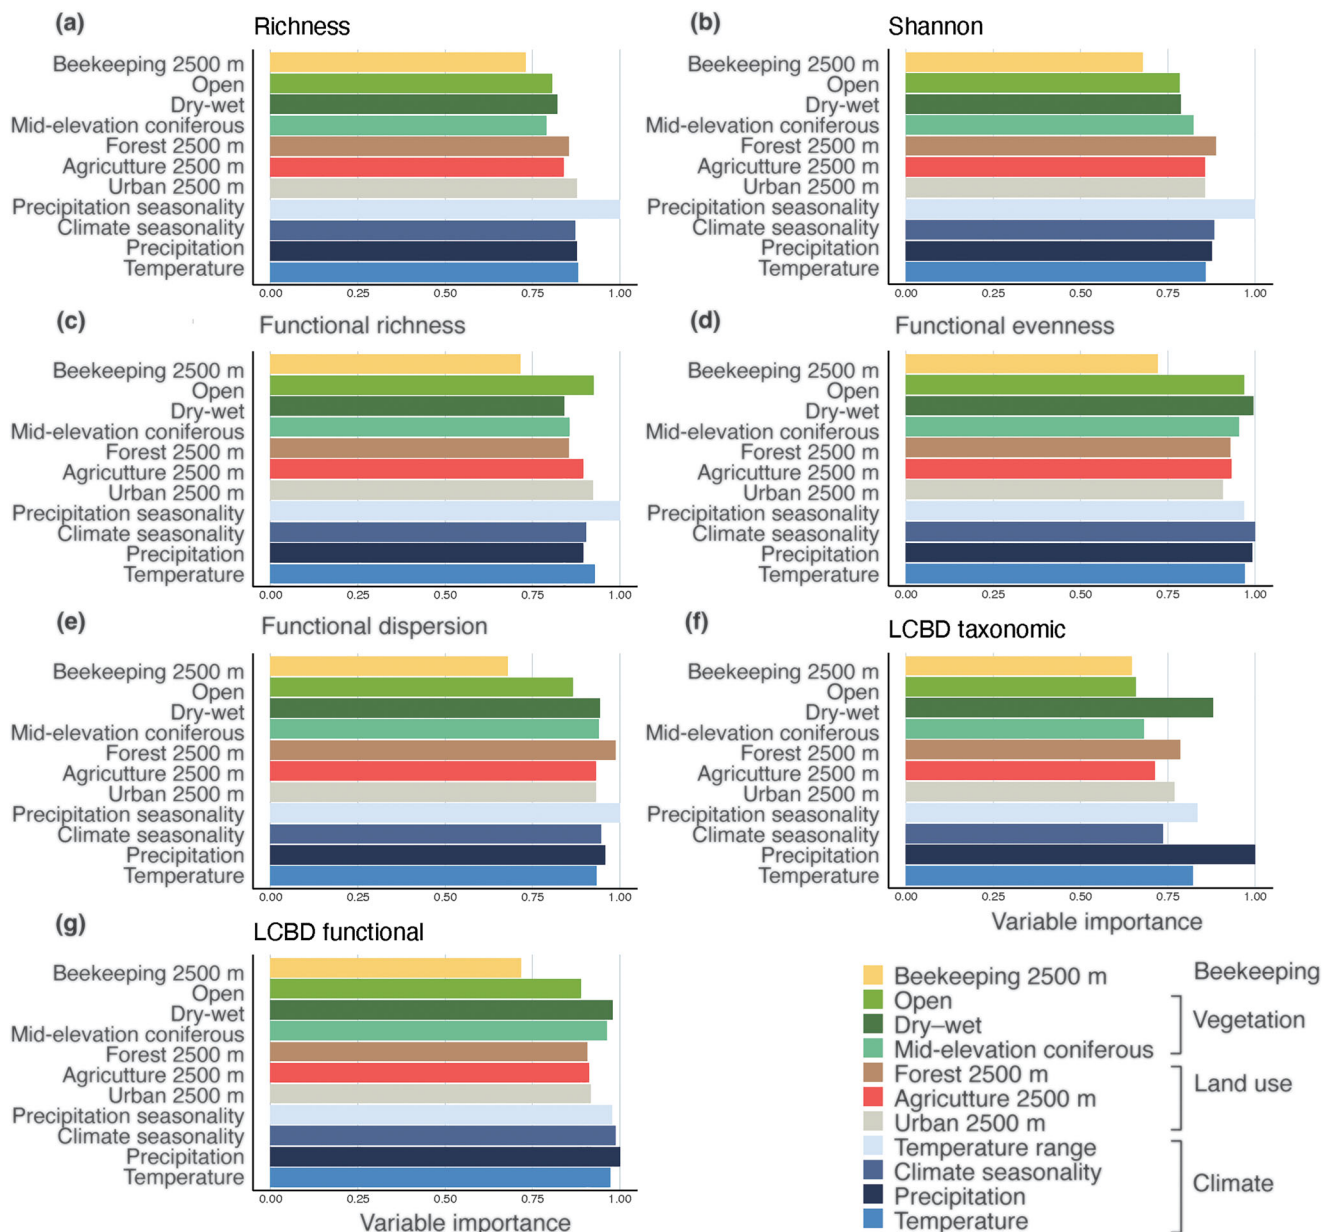 (a) Richness
Beekeeping 2500 m
Open
Dry-wet
Mid-elevation coniferous
Forest 2500 m
Agricutture 2500 m
Urban 2500 m
Precipitation seasonality
Climate seasonality
Precipitation
Temperature
0.00 0.25 0.50 0.75 1.00
(b) Shannon
Beekeeping 2500 m
Open
Dry-wet
Mid-elevation coniferous
Forest 2500 m
Agricutture 2500 m
Urban 2500 m
Precipitation seasonality
Climate seasonality
Precipitation
Temperature
0.00 0.25 0.50 0.75 1.00
(c) Functional richness
Beekeeping 2500 m
Open
Dry-wet
Mid-elevation coniferous
Forest 2500 m
Agricutture 2500 m
Urban 2500 m
Precipitation seasonality
Climate seasonality
Precipitation
Temperature
0.00 0.25 0.50 0.75 1.00
(d) Functional evenness
Beekeeping 2500 m
Open
Dry-wet
Mid-elevation coniferous
Forest 2500 m
Agricutture 2500 m
Urban 2500 m
Precipitation seasonality
Climate seasonality
Precipitation
Temperature
0.00 0.25 0.50 0.75 1.00
(e) Functional dispersion
Beekeeping 2500 m
Open
Dry-wet
Mid-elevation coniferous
Forest 2500 m
Agricutture 2500 m
Urban 2500 m
Precipitation seasonality
Climate seasonality
Precipitation
Temperature
0.00 0.25 0.50 0.75 1.00
(f) LCBD taxonomic
Beekeeping 2500 m
Open
Dry-wet
Mid-elevation coniferous
Forest 2500 m
Agricutture 2500 m
Urban 2500 m
Precipitation seasonality
Climate seasonality
Precipitation
Temperature
0.00 0.25 0.50 0.75 1.00
Variable importance
(g) LCBD functional
Beekeeping 2500 m
Open
Dry-wet
Mid-elevation coniferous
Forest 2500 m
Agricutture 2500 m
Urban 2500 m
Precipitation seasonality
Climate seasonality
Precipitation
Temperature
0.00 0.25 0.50 0.75 1.00
Variable importance
Beekeeping 2500 m Beekeeping
Open
Dry–wet Vegetation
Mid-elevation coniferous
Forest 2500 m
Agricutture 2500 m Land use
Urban 2500 m
Temperature range
Climate seasonality Climate
Precipitation
Temperature